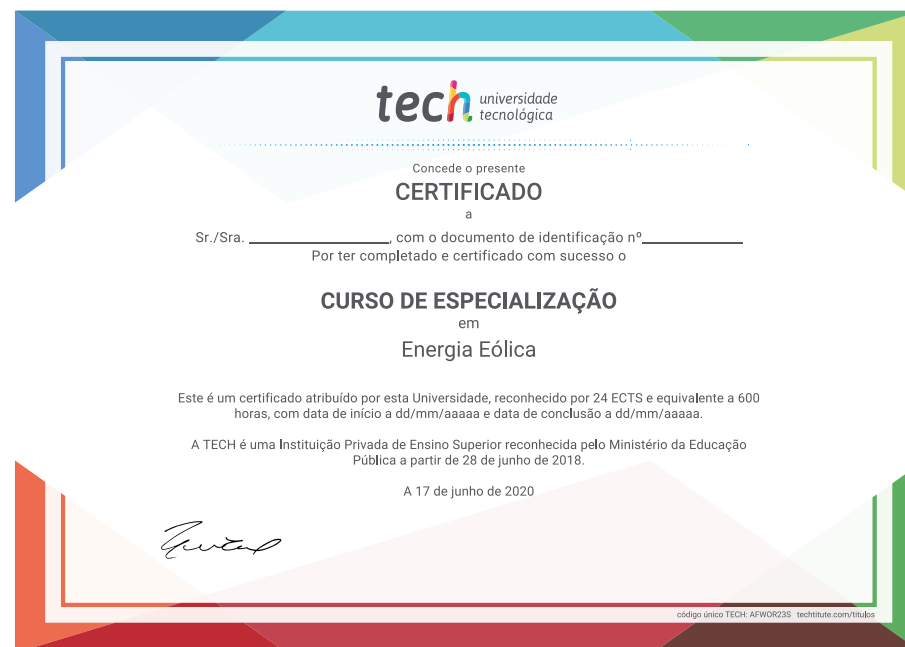 tech universidade
tecnológica
Concede o presente
CERTIFICADO
a
Sr./Sra. ________________, com o documento de identificação nº____________
Por ter completado e certificado com sucesso o
CURSO DE ESPECIALIZAÇÃO
em
Energia Eólica
Este é um certificado atribuído por esta Universidade, reconhecido por 24 ECTS e equivalente a 600
horas, com data de início a dd/mm/aaaaa e data de conclusão a dd/mm/aaaaa.
A TECH é uma Instituição Privada de Ensino Superior reconhecida pelo Ministério da Educação
Pública a partir de 28 de junho de 2018.
A 17 de junho de 2020
código único TECH: AFWOR23S techtitute.com/titulos